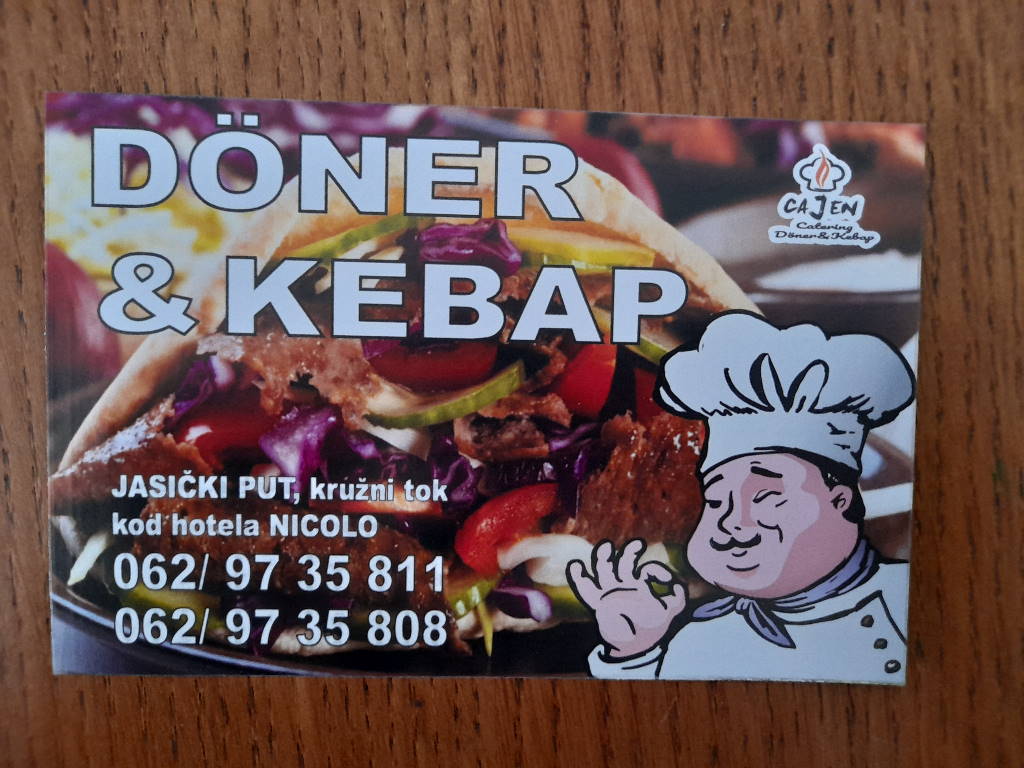 DÖNER
& KEBAP
CAJEN
Catering
Döner & Kebap
JASIČKI PUT, kružni tok
kod hotela NICOLO
062/ 97 35 811
062/ 97 35 808